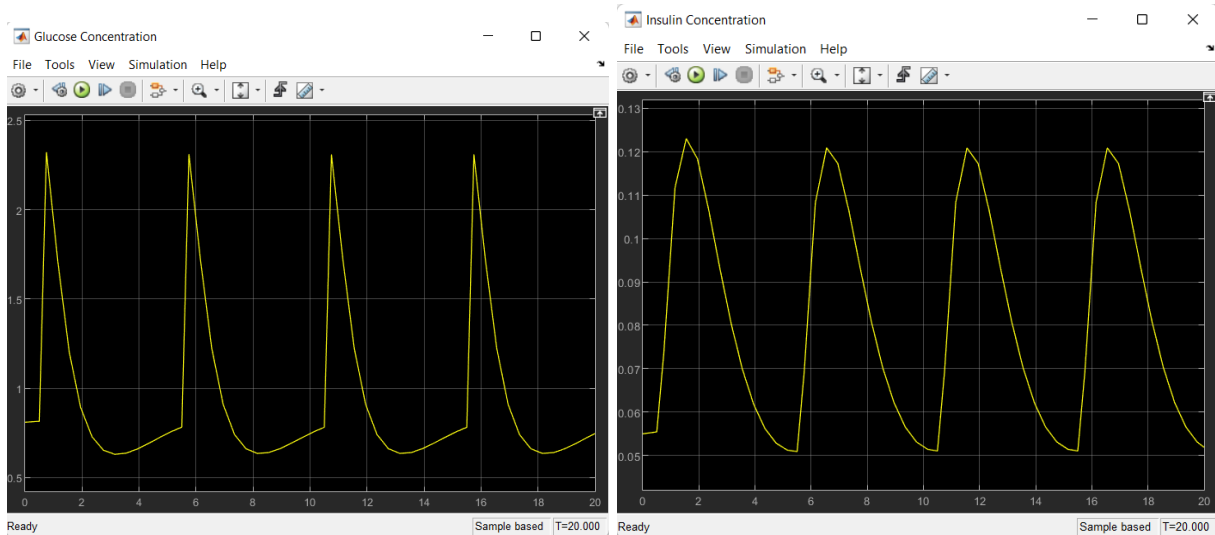 Glucose Concentration
File Tools View Simulation Help
2.5
2
1.5
1
0.5
0 2 4 6 8 10 12 14 16 18 20
Ready Sample based T=20.000
Insulin Concentration
File Tools View Simulation Help
0.13
0.12
0.11
0.1
0.09
0.08
0.07
0.06
0.05
0 2 4 6 8 10 12 14 16 18 20
Ready Sample based T=20.000